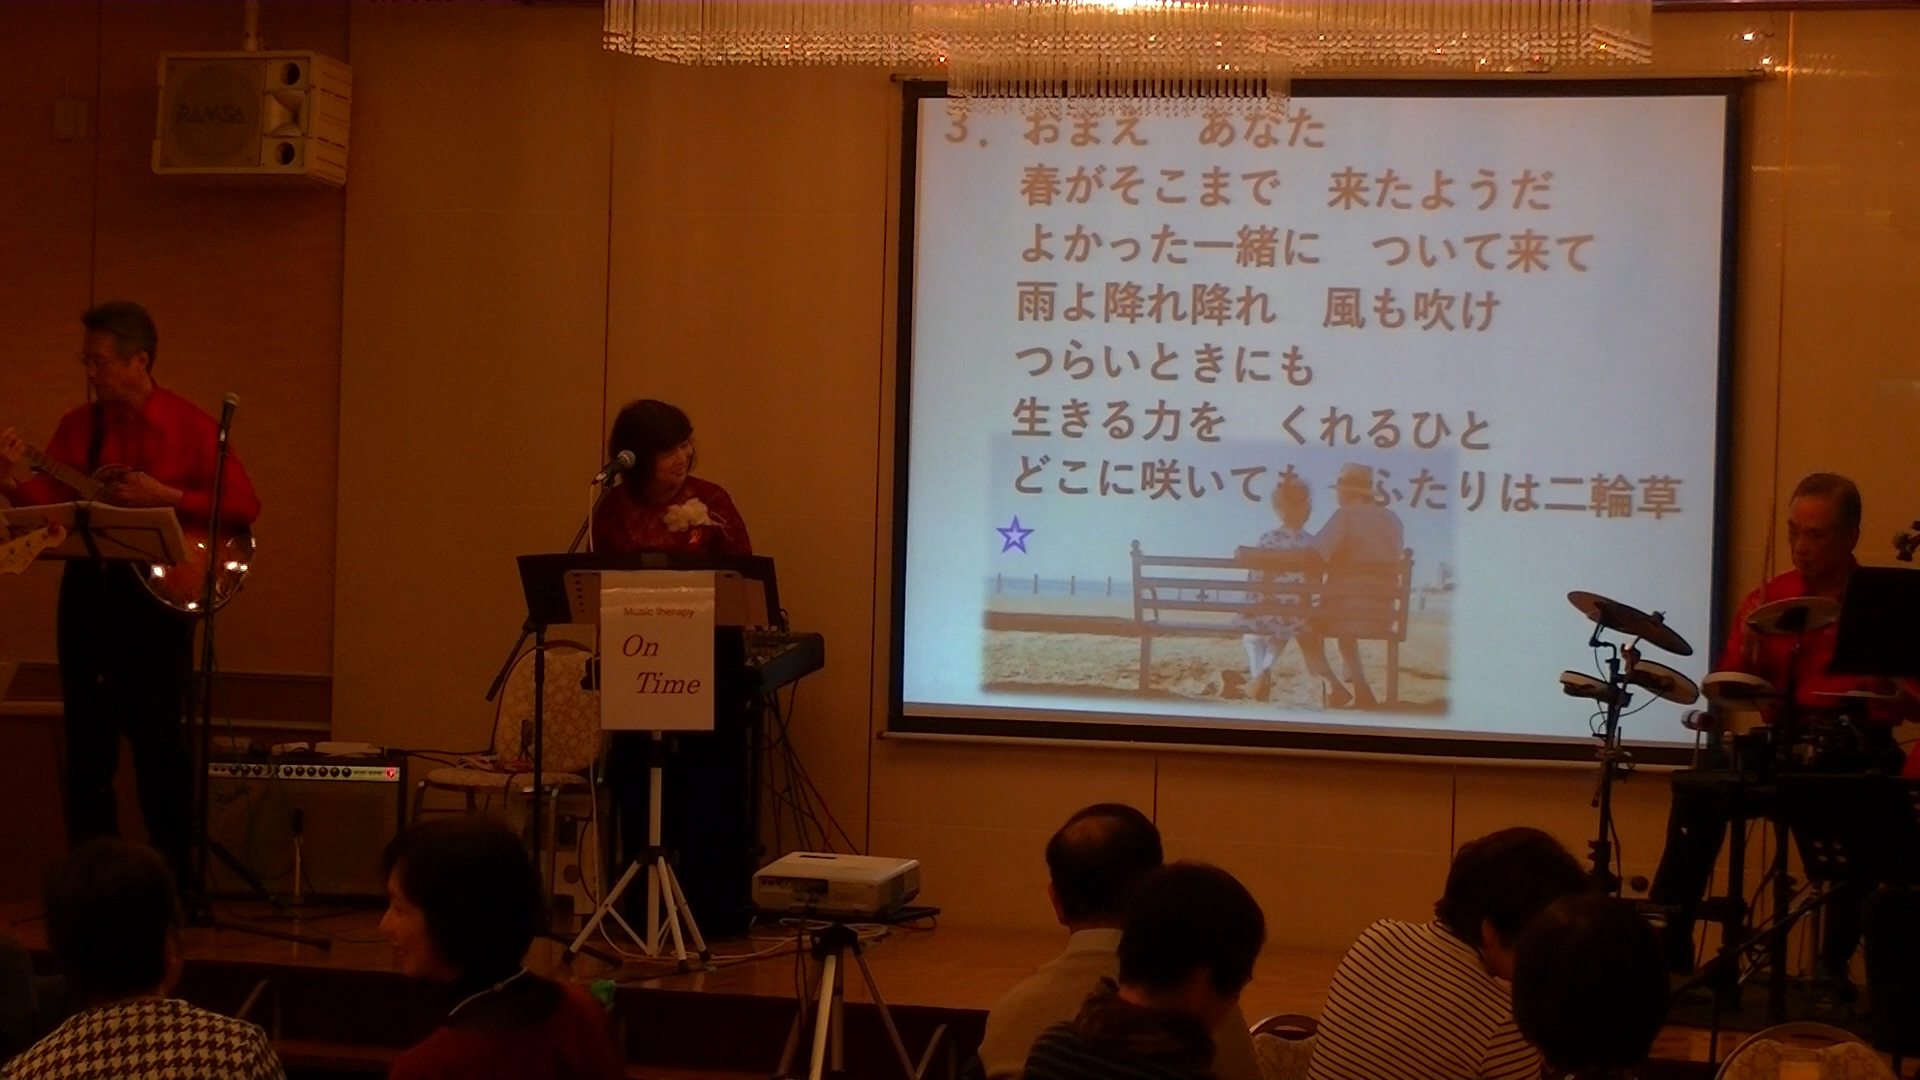 RAMSA
3．おまえ　あなた
春がそこまで　来たようだ
よかった一緒に　ついて来て
雨よ降れ降れ　風も吹け
つらいときにも
生きる力を　くれるひと
どこに咲いても　ふたりは二輪草
☆
Music therapy
On
Time